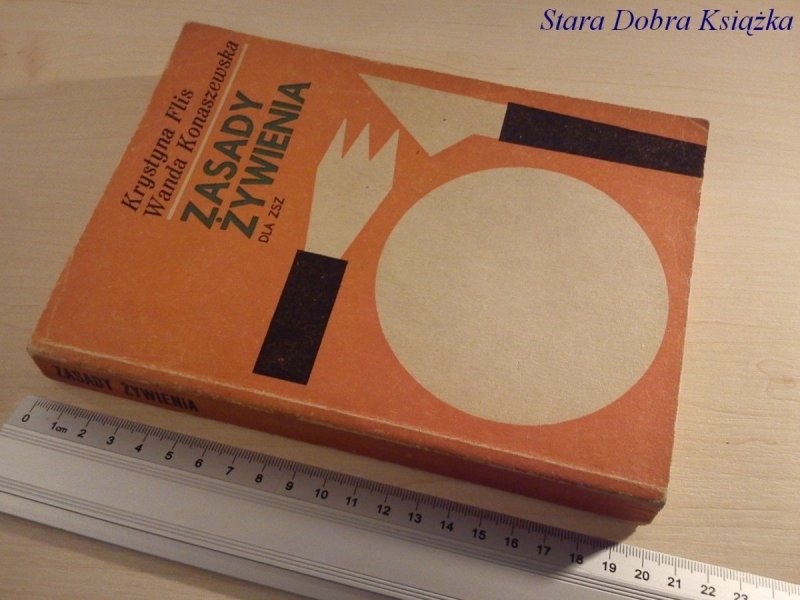 Stara Dobra Książka
Krystyna Flis
Wanda Konaszewska
ZASADY
ŻYWIENIA
DLA ZSZ
ZASADY ŻYWIENIA
0 1cm 2 3 4 5 6 7 8 9 10 11 12 13 14 15 16 17 18 19 20 21 22 23